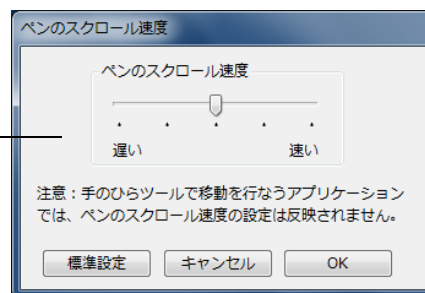 ペンのスクロール速度
ペンのスクロール速度
遅い 速い
注意：手のひらツールで移動を行なうアプリケーション
では、ペンのスクロール速度の設定は反映されません。
標準設定 キャンセル OK